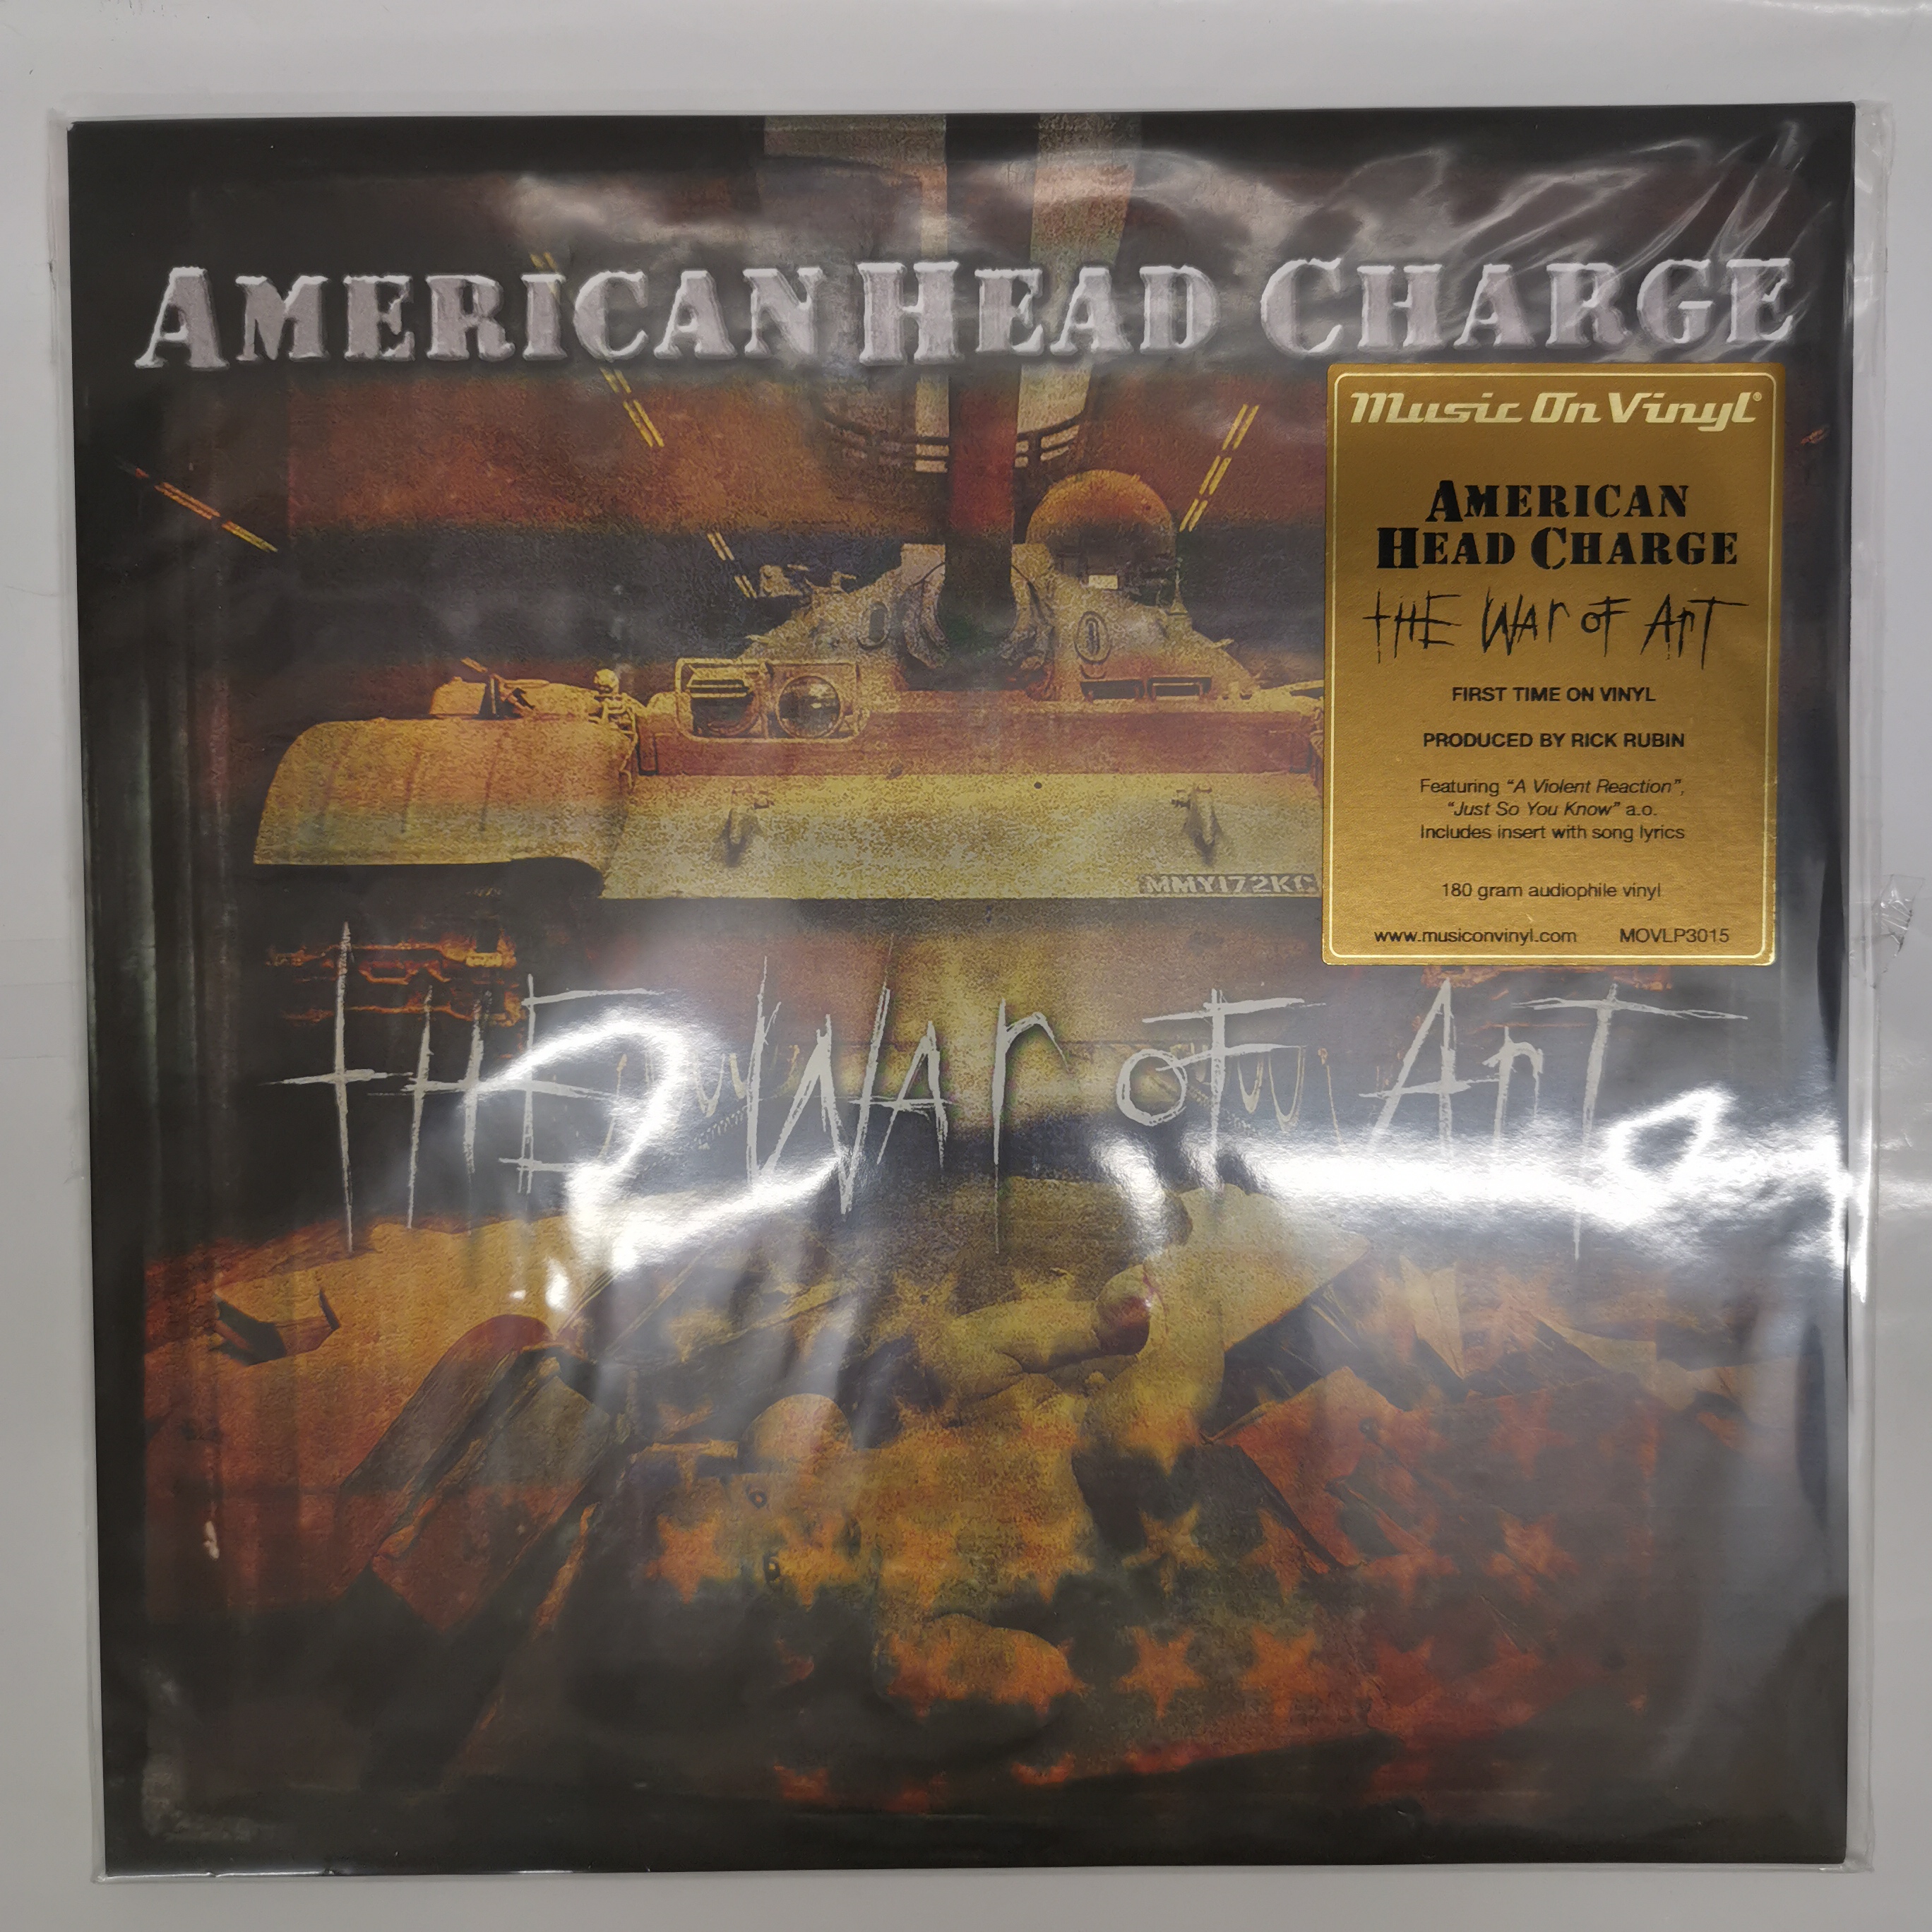 AMERICAN HEAD CHARGE
Music On Vinyl®
AMERICAN
HEAD CHARGE
THE WAR OF ART
FIRST TIME ON VINYL
PRODUCED BY RICK RUBIN
Featuring “A Violent Reaction”,
“Just So You Know” a.o.
Includes insert with song lyrics
180 gram audiophile vinyl
www.musiconvinyl.com MOVLP3015
MMY172KC
THE WAR OF ART